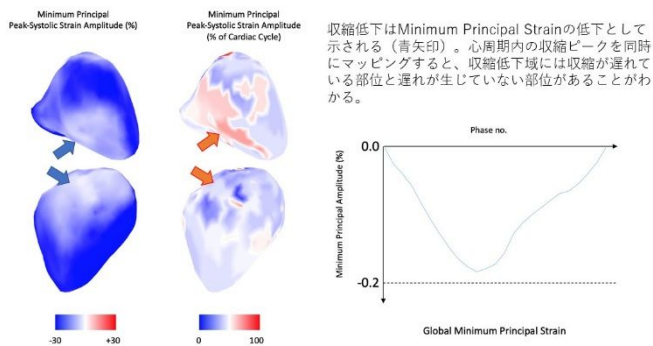 Minimum Principal
Peak-Systolic Strain Amplitude (%)
Minimum Principal
Peak-Systolic Strain Amplitude
(% of Cardiac Cycle)
収縮低下はMinimum Principal Strainの低下として
示される（青矢印）。心周期内の収縮ピークを同時
にマッピングすると、収縮低下域には収縮が遅れて
いる部位と遅れが生じていない部位があることがわ
かる。
Phase no.
0.0
Minimum Principal Amplitude (%)
-0.2
Global Minimum Principal Strain
-30
+30
0
100